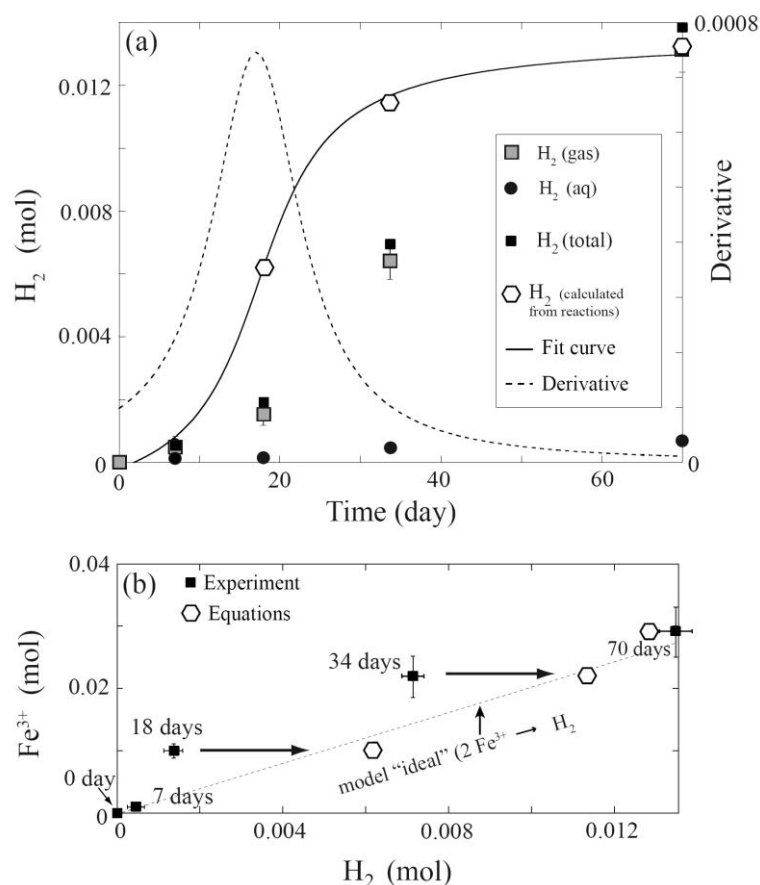 (a)
0.0008
0.012
0.008
0.004
0
H₂ (mol)
H₂ (gas)
H₂ (aq)
H₂ (total)
H₂ (calculated
from reactions)
Fit curve
Derivative
Derivative
0
0
20
40
60
Time (day)
0.04
(b)
Experiment
Equations
0.02
0
Fe³⁺ (mol)
34 days
70 days
18 days
model “ideal” (2 Fe³⁺ → H₂
0 day
7 days
0
0.004
0.008
0.012
H₂ (mol)